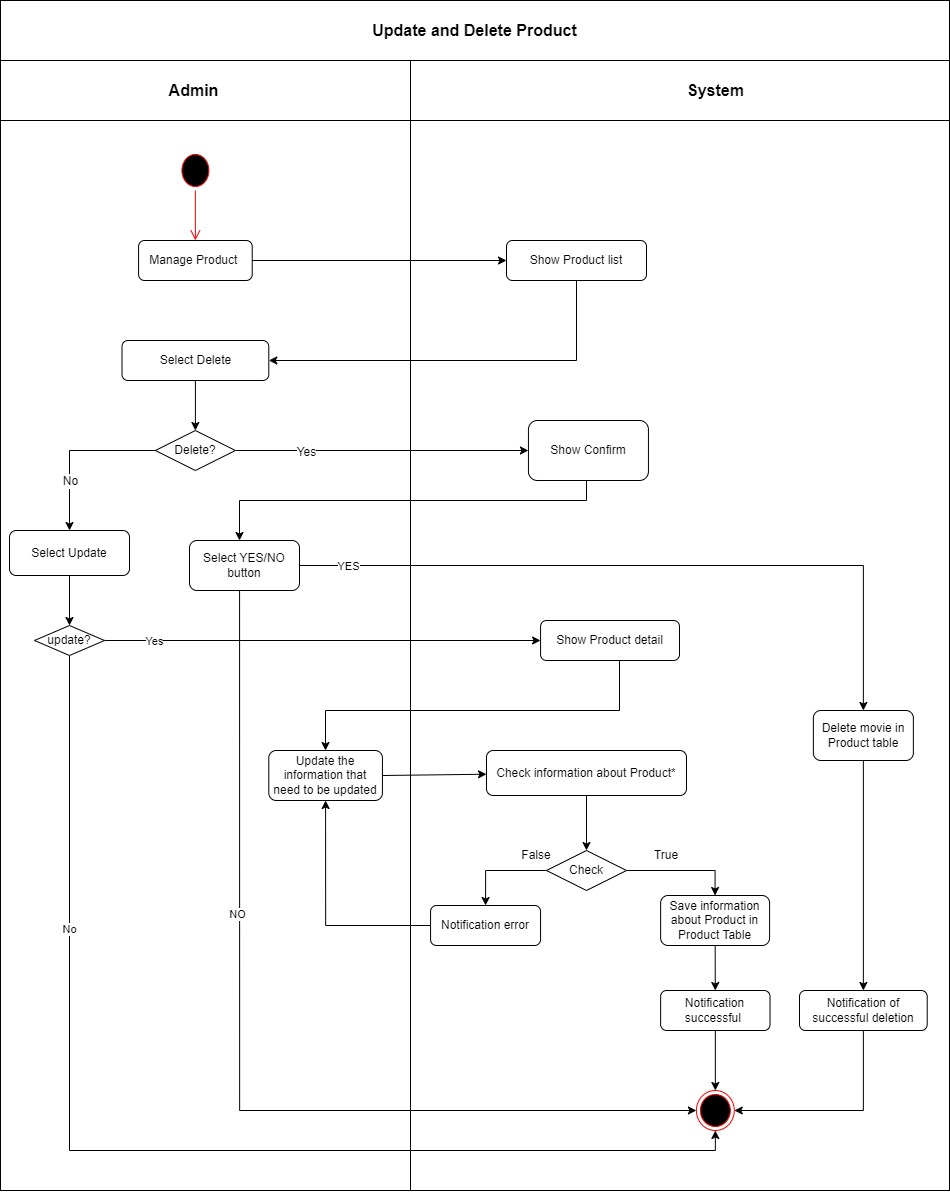 Update and Delete Product
Admin
System
Manage Product
Show Product list
Select Delete
Delete?
Yes
Show Confirm
No
Select Update
Select YES/NO
button
YES
update?
Yes
Show Product detail
Delete movie in
Product table
Update the
information that
need to be updated
Check information about Product*
False
True
Check
Save information
about Product in
Product Table
NO
Notification error
No
Notification
successful
Notification of
successful deletion